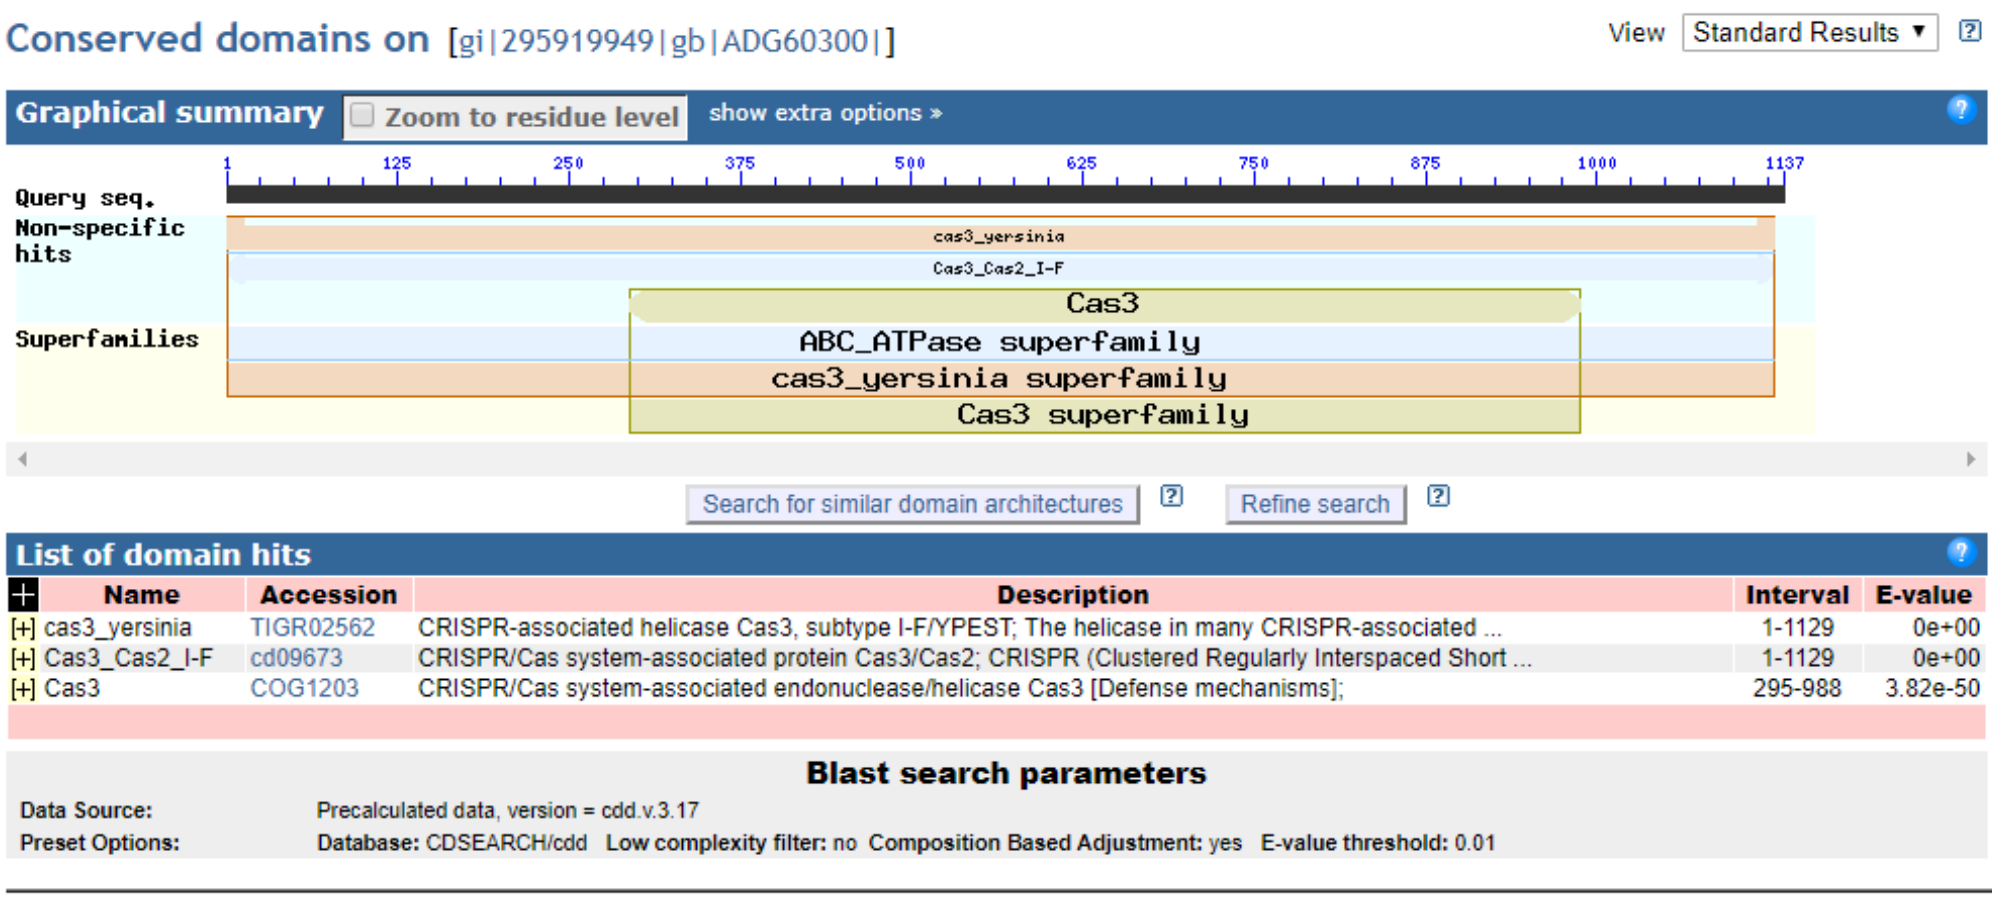 Conserved domains on [gi|295919949|gb|ADG60300|]
View Standard Results ▼ ?
Graphical summary Zoom to residue level show extra options » ?
1 125 250 375 500 625 750 875 1000 1137
Query seq.
Non-specific
hits
cas3_yersinia
Cas3_Cas2_I-F
Cas3
Superfamilies
ABC_ATPase superfamily
cas3_yersinia superfamily
Cas3 superfamily
Search for similar domain architectures ? Refine search ?
List of domain hits ?
+ Name Accession Description Interval E-value
[+] cas3_yersinia TIGR02562 CRISPR-associated helicase Cas3, subtype I-F/YPEST; The helicase in many CRISPR-associated ... 1-1129 0e+00
[+] Cas3_Cas2_I-F cd09673 CRISPR/Cas system-associated protein Cas3/Cas2; CRISPR (Clustered Regularly Interspaced Short ... 1-1129 0e+00
[+] Cas3 COG1203 CRISPR/Cas system-associated endonuclease/helicase Cas3 [Defense mechanisms]; 295-988 3.82e-50
Blast search parameters
Data Source: Precalculated data, version = cdd.v.3.17
Preset Options: Database: CDSEARCH/cdd Low complexity filter: no Composition Based Adjustment: yes E-value threshold: 0.01